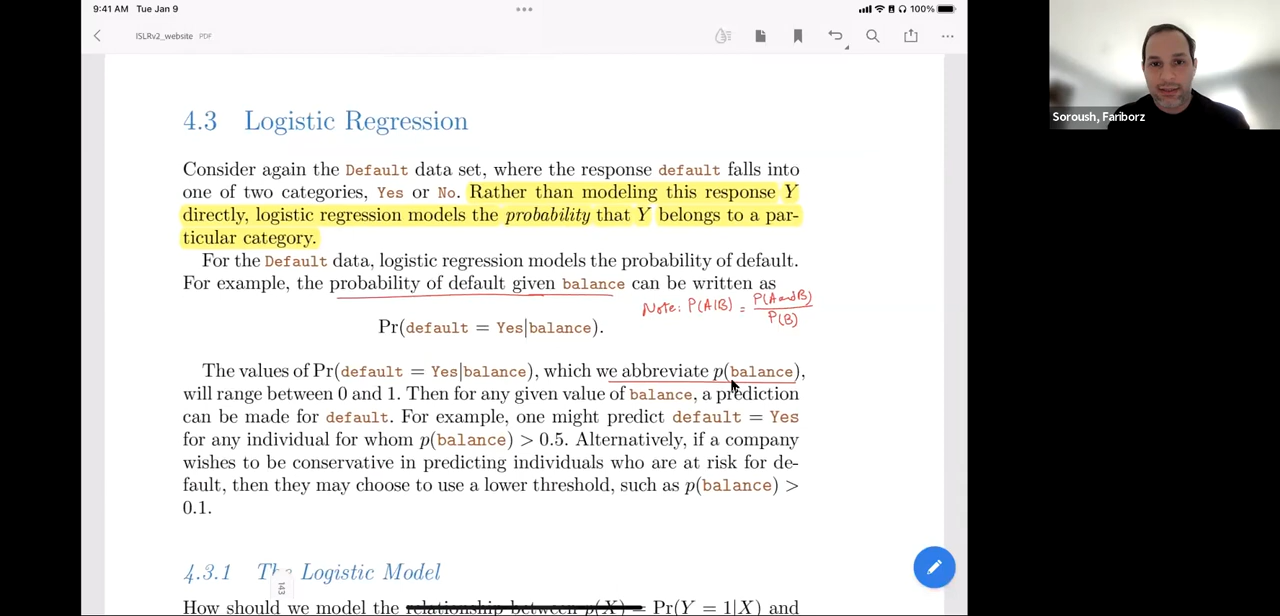 9:41 AM Tue Jan 9
100%
ISLRv2_website PDF
Soroush, Fariborz
4.3 Logistic Regression
Consider again the Default data set, where the response default falls into
one of two categories, Yes or No. Rather than modeling this response Y
directly, logistic regression models the probability that Y belongs to a par-
ticular category.
For the Default data, logistic regression models the probability of default.
For example, the probability of default given balance can be written as
Note: P(A|B) = P(A and B)
P(B)
Pr(default = Yes|balance).
The values of Pr(default = Yes|balance), which we abbreviate p(balance),
will range between 0 and 1. Then for any given value of balance, a prediction
can be made for default. For example, one might predict default = Yes
for any individual for whom p(balance) > 0.5. Alternatively, if a company
wishes to be conservative in predicting individuals who are at risk for de-
fault, then they may choose to use a lower threshold, such as p(balance) >
0.1.
4.3.1 The Logistic Model
143
How should we model the relationship between p(X) = Pr(Y = 1|X) and